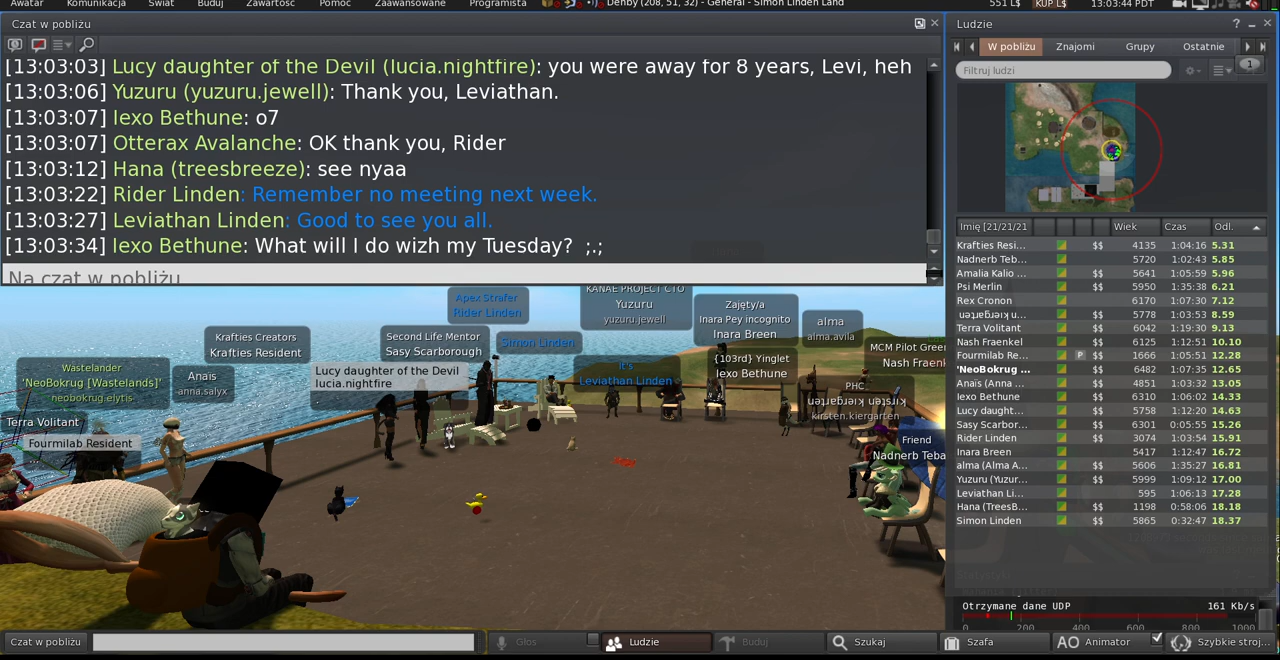 Awatar Komunikacja Świat Buduj Zawartość Pomoc Zaawansowane Programista Denby (208, 51, 32) - General - Simon Linden Land 551 L$ KUP L$ 13:03:44 PDT
Czat w pobliżu
[13:03:03] Lucy daughter of the Devil (lucia.nightfire): you were away for 8 years, Levi, heh
[13:03:06] Yuzuru (yuzuru.jewell): Thank you, Leviathan.
[13:03:07] Iexo Bethune: o7
[13:03:07] Otterax Avalanche: OK thank you, Rider
[13:03:12] Hana (treesbreeze): see nyaa
[13:03:22] Rider Linden: Remember no meeting next week.
[13:03:27] Leviathan Linden: Good to see you all.
[13:03:34] Iexo Bethune: What will I do wizh my Tuesday? ;.;
Na czat w pobliżu
Apex Strafer
Rider Linden
KANAE PROJECT CTO
Yuzuru
yuzuru.jewell
Zajęty/a
Inara Pey incognito
Inara Breen
alma
alma.avila
Krafties Creators
Krafties Resident
Second Life Mentor
Sasy Scarborough
Simon Linden
MCM Pilot Green
Nash Fraenk
Wastelander
'NeoBokrug [Wastelands]'
neobokrug.elytis
Anaïs
anna.salyx
Lucy daughter of the Devil
lucia.nightfire
It's
Leviathan Linden
{103rd} Yinglet
Iexo Bethune
PHC
kirsten.kiergarten
Terra Volitant
Fourmilab Resident
Friend
Nadnerb Teba
Ludzie
? _ ×
W pobliżu Znajomi Grupy Ostatnie
Filtruj ludzi
1
Imię [21/21/21 Wiek Czas Odl.
Krafties Resi... $$ 4135 1:04:16 5.31
Nadnerb Teb... 5720 1:02:43 5.85
Amalia Kalio ... $$ 5641 1:05:59 5.96
Psi Merlin $$ 5950 1:35:38 6.21
Rex Cronon 6170 1:07:30 7.12
$$ 5778 1:03:53 8.59
Terra Volitant $$ 6042 1:19:30 9.13
Nash Fraenkel $$ 6125 1:12:51 10.10
Fourmilab Re... P $$ 1666 1:05:51 12.28
'NeoBokrug ... $$ 6482 1:07:35 12.65
Anaïs (Anna ... $$ 4851 1:03:32 13.05
Iexo Bethune $$ 6310 1:06:02 14.33
Lucy daught... $$ 5758 1:12:20 14.63
Sasy Scarbor... $$ 6301 0:05:55 15.26
Rider Linden $$ 3074 1:03:54 15.91
Inara Breen 5417 1:12:47 16.72
alma (Alma A... $$ 5606 1:35:27 16.81
Yuzuru (Yuzur... $$ 5999 1:09:12 17.00
Leviathan Li... 595 1:06:13 17.28
Hana (TreesB... $$ 1198 0:58:06 18.18
Simon Linden $$ 5865 0:32:47 18.37
Otrzymane dane UDP 161 Kb/s
0 200 400 600 800 1000
Czat w pobliżu Głos Ludzie Buduj Szukaj Szafa AO Animator Szybkie stroj...